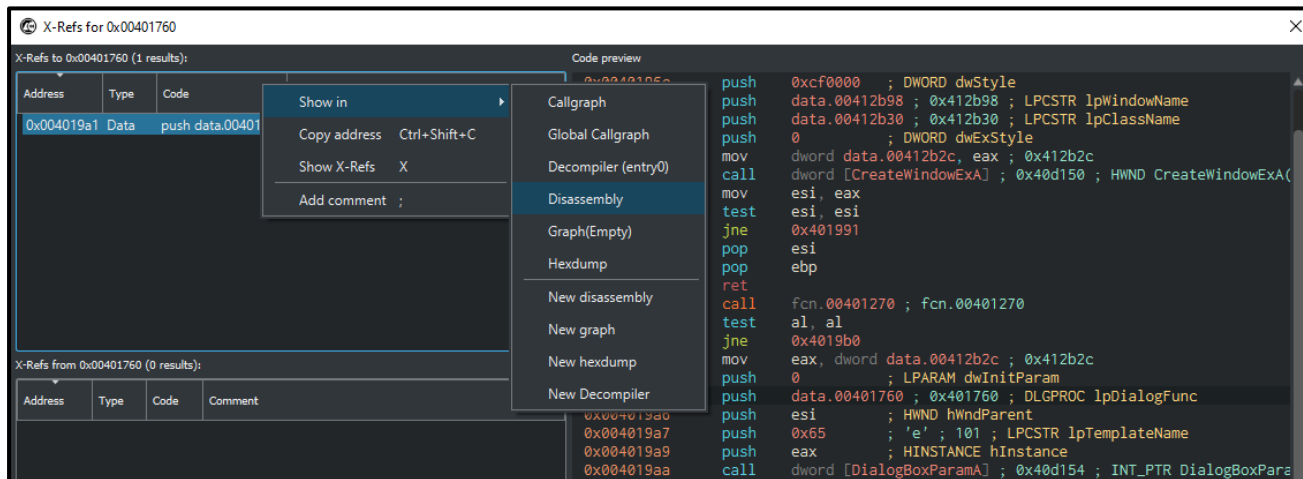 X-Refs for 0x00401760
X-Refs to 0x00401760 (1 results):
Address Type Code
0x004019a1 Data push data.00401
Show in
Copy address Ctrl+Shift+C
Show X-Refs X
Add comment ;
Callgraph
Global Callgraph
Decompiler (entry0)
Disassembly
Graph(Empty)
Hexdump
New disassembly
New graph
New hexdump
New Decompiler
X-Refs from 0x00401760 (0 results):
Address Type Code Comment
Code preview
push 0xcf0000 ; DWORD dwStyle
push data.00412b98 ; 0x412b98 ; LPCSTR lpWindowName
push data.00412b30 ; 0x412b30 ; LPCSTR lpClassName
push 0 ; DWORD dwExStyle
mov dword data.00412b2c, eax ; 0x412b2c
call dword [CreateWindowExA] ; 0x40d150 ; HWND CreateWindowExA(
mov esi, eax
test esi, esi
jne 0x401991
pop esi
pop ebp
ret
call fcn.00401270 ; fcn.00401270
test al, al
jne 0x4019b0
mov eax, dword data.00412b2c ; 0x412b2c
push 0 ; LPARAM dwInitParam
push data.00401760 ; 0x401760 ; DLGPROC lpDialogFunc
0x004019a6 push esi ; HWND hWndParent
0x004019a7 push 0x65 ; 'e' ; 101 ; LPCSTR lpTemplateName
0x004019a9 push eax ; HINSTANCE hInstance
0x004019aa call dword [DialogBoxParamA] ; 0x40d154 ; INT_PTR DialogBoxPara